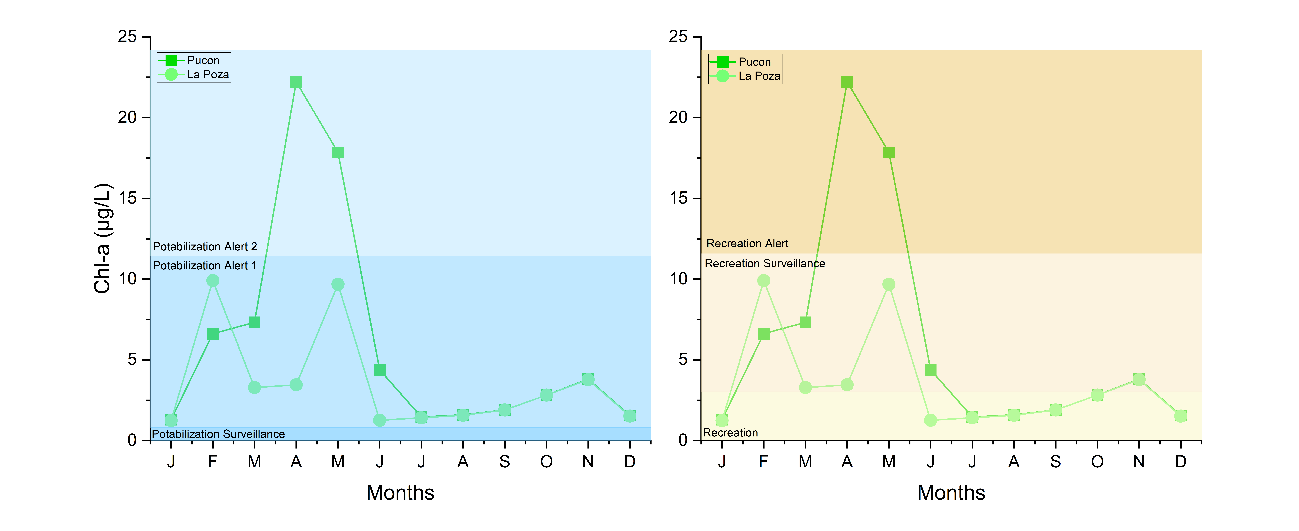 25
20
15
10
5
0
Chl-a (µg/L)
Pucon
La Poza
Potabilization Alert 2
Potabilization Alert 1
Potabilization Surveillance
J F M A M J J A S O N D
Months
25
20
15
10
5
0
Pucon
La Poza
Recreation Alert
Recreation Surveillance
Recreation
J F M A M J J A S O N D
Months